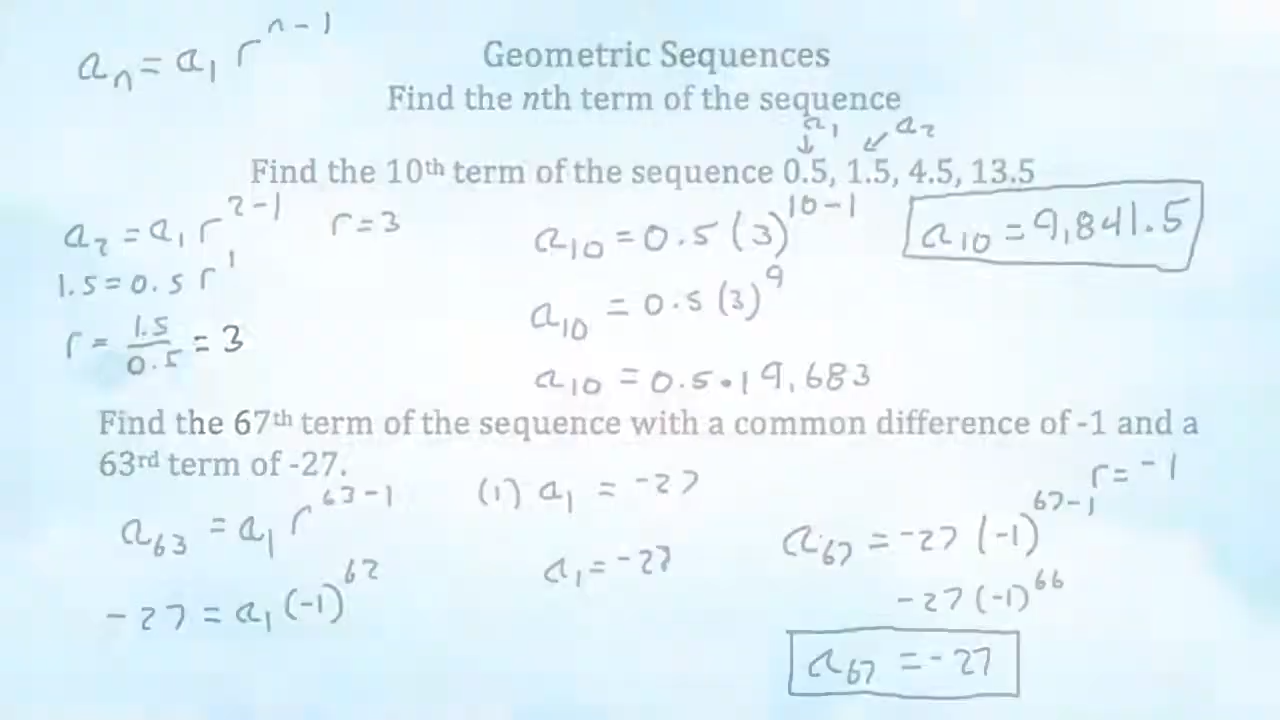 aₙ = a₁ rⁿ⁻¹
Geometric Sequences
Find the nth term of the sequence
a₁ a₂
Find the 10th term of the sequence 0.5, 1.5, 4.5, 13.5
a₂ = a₁ r²⁻¹
r = 3
1.5 = 0.5 r¹
r = 1.5/0.5 = 3
a₁₀ = 0.5 (3)¹⁰⁻¹
a₁₀ = 0.5 (3)⁹
a₁₀ = 0.5 • 19,683
a₁₀ = 9,841.5
Find the 67th term of the sequence with a common difference of -1 and a
63rd term of -27.
r = -1
a₆₃ = a₁ r⁶³⁻¹
-27 = a₁ (-1)⁶²
(1) a₁ = -27
a₁ = -27
a₆₇ = -27 (-1)⁶⁷⁻¹
-27 (-1)⁶⁶
a₆₇ = -27